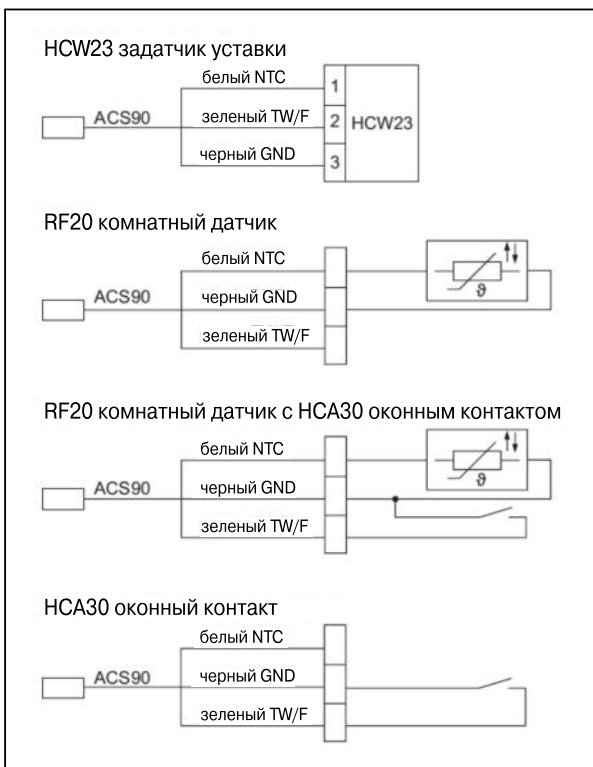 HCW23 задатчик уставки
белый NTC
1
ACS90
зеленый TW/F
2
HCW23
черный GND
3
RF20 комнатный датчик
белый NTC
ACS90
черный GND
ϑ
зеленый TW/F
RF20 комнатный датчик с HCA30 оконным контактом
белый NTC
ACS90
черный GND
ϑ
зеленый TW/F
HCA30 оконный контакт
белый NTC
ACS90
черный GND
зеленый TW/F